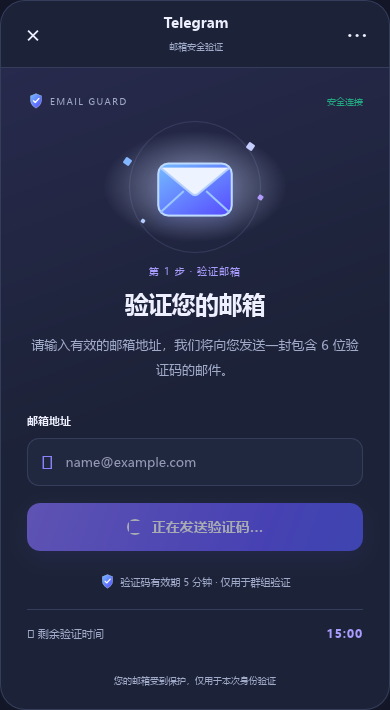 Telegram
邮箱安全验证
EMAIL GUARD
安全连接
第 1 步 · 验证邮箱
验证您的邮箱
请输入有效的邮箱地址，我们将向您发送一封包含 6 位验
证码的邮件。
邮箱地址
name@example.com
正在发送验证码...
验证码有效期 5 分钟 · 仅用于群组验证
剩余验证时间
15:00
您的邮箱受到保护，仅用于本次身份验证